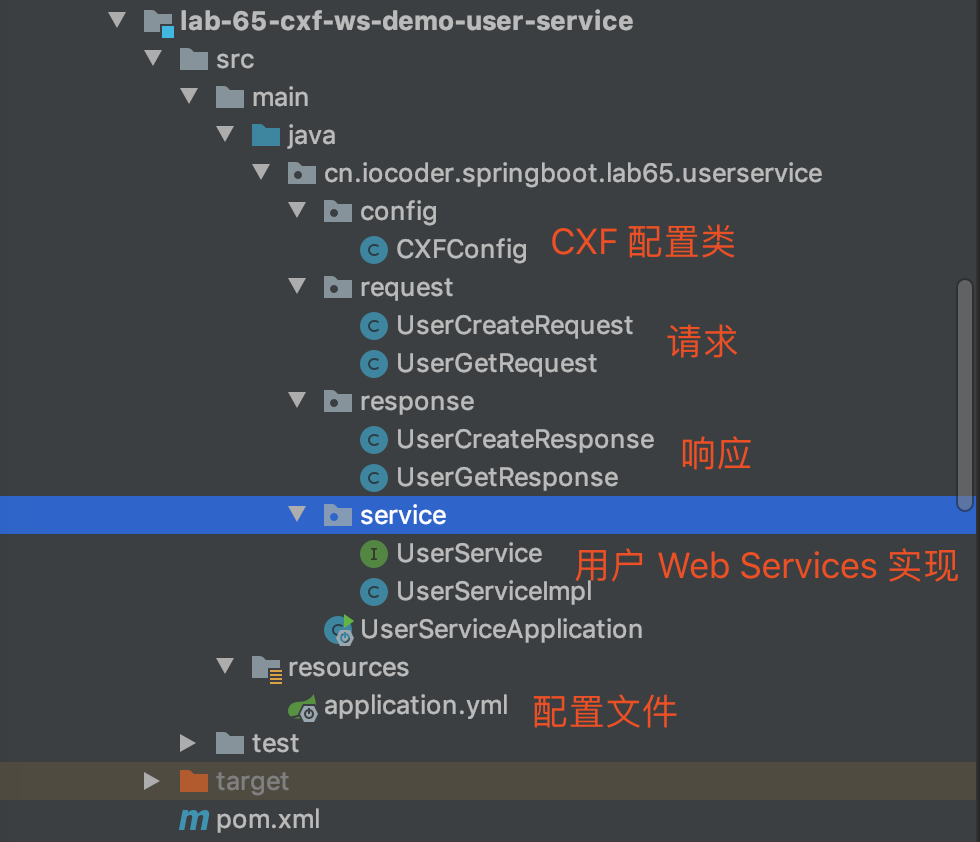 lab-65-cxf-ws-demo-user-service
src
main
java
cn.iocoder.springboot.lab65.userservice
config
CXFConfig CXF 配置类
request
UserCreateRequest
请求
UserGetRequest
response
UserCreateResponse
响应
UserGetResponse
service
UserService
用户 Web Services 实现
UserServiceImpl
UserServiceApplication
resources
application.yml 配置文件
test
target
pom.xml